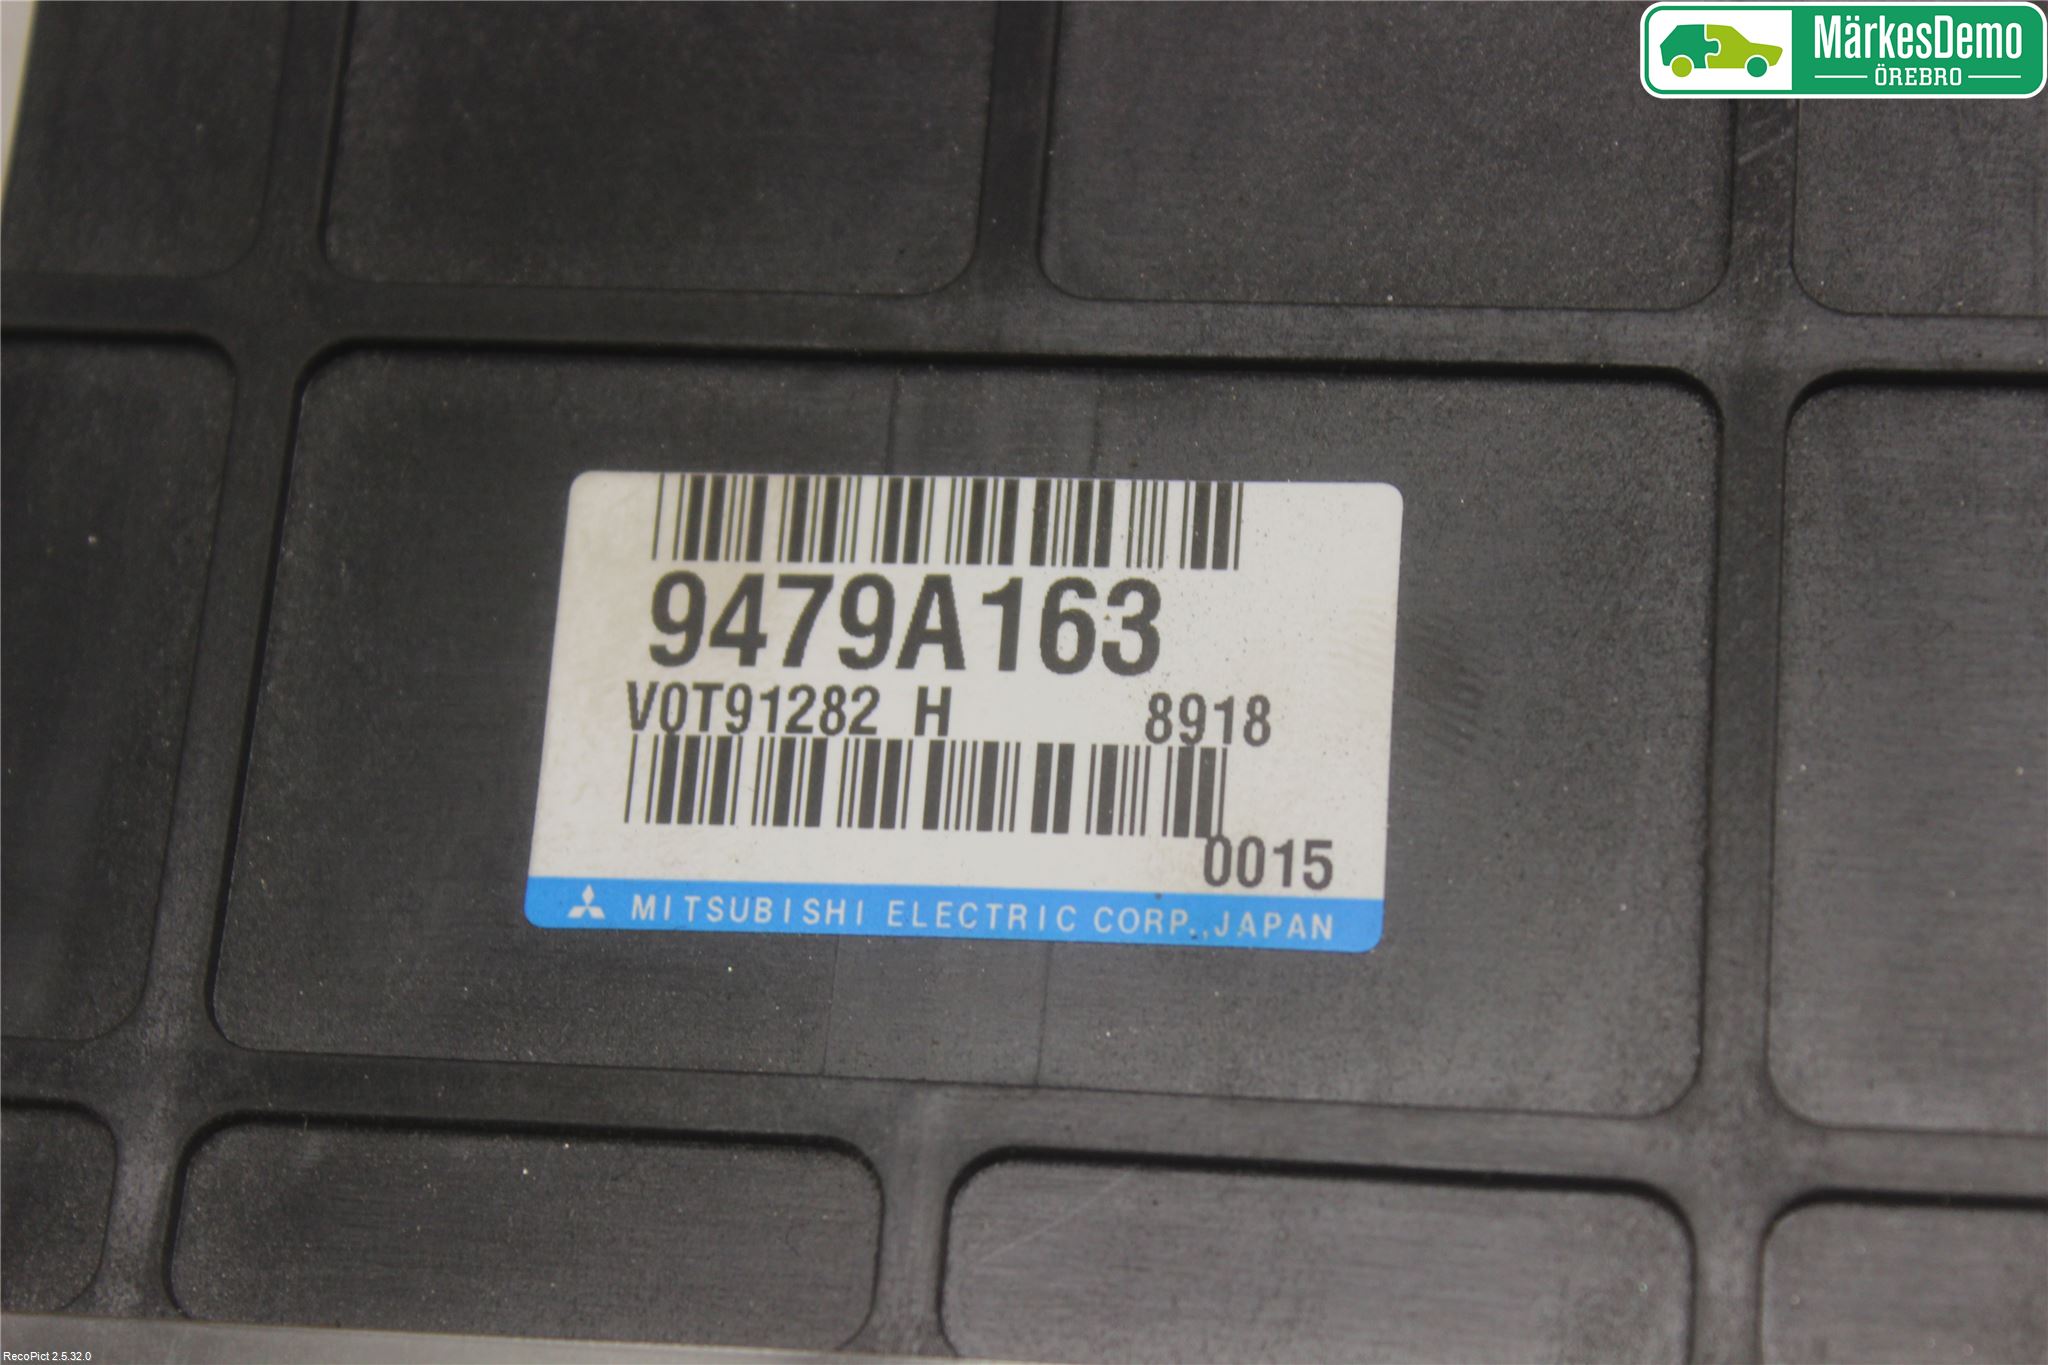 MärkesDemo
ÖREBRO
9479A163
V0T91282 H 8918
0015
MITSUBISHI ELECTRIC CORP.,JAPAN
RecoPict 2.5.32.0